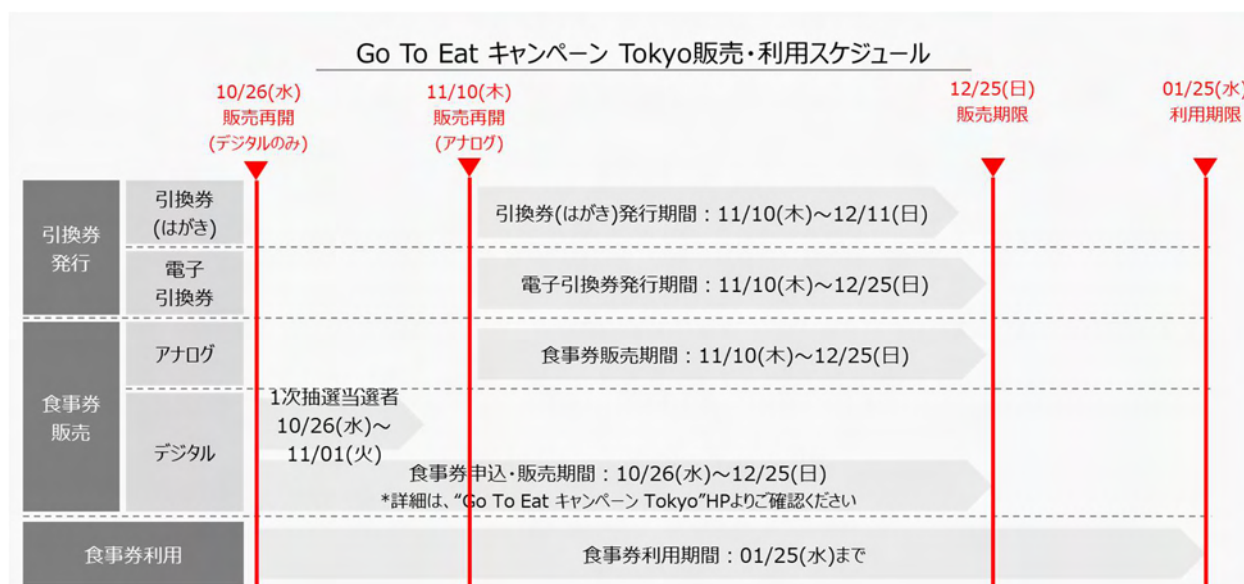 Go To Eat キャンペーン Tokyo販売・利用スケジュール
10/26(水)
販売再開
(デジタルのみ)
11/10(木)
販売再開
(アナログ)
12/25(日)
販売期限
01/25(水)
利用期限
引換券
発行
引換券
(はがき)
引換券(はがき)発行期間：11/10(木)～12/11(日)
電子
引換券
電子引換券発行期間：11/10(木)～12/25(日)
食事券
販売
アナログ
食事券販売期間：11/10(木)～12/25(日)
デジタル
1次抽選当選者
10/26(水)～
11/01(火)
食事券申込・販売期間：10/26(水)～12/25(日)
*詳細は、“Go To Eat キャンペーン Tokyo”HPよりご確認ください
食事券利用
食事券利用期間：01/25(水)まで